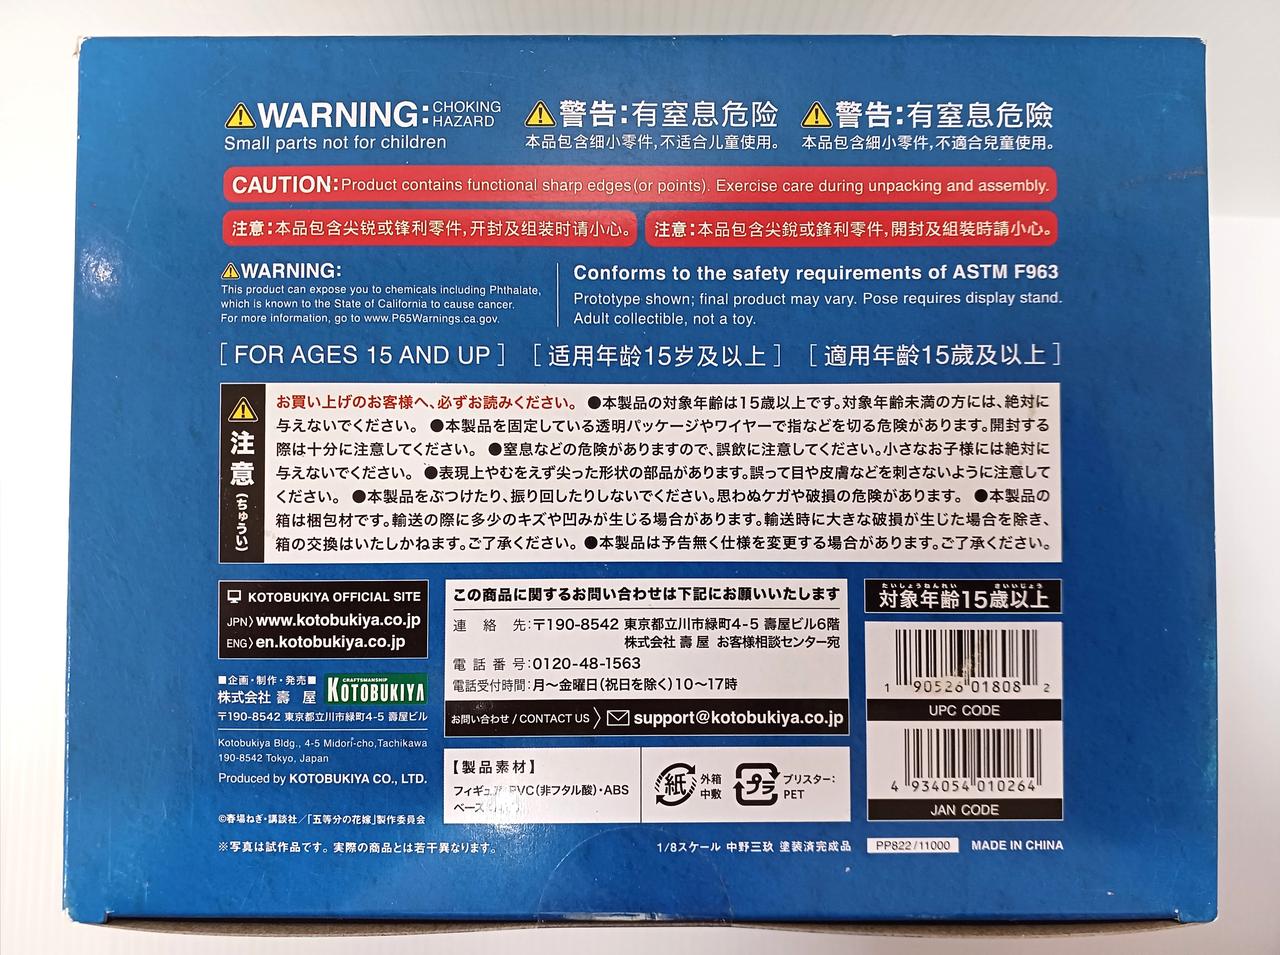 WARNING: CHOKING HAZARD
Small parts not for children
警告:有窒息危险
本品包含细小零件,不适合儿童使用。
警告:有窒息危險
本品包含細小零件,不適合兒童使用。
CAUTION: Product contains functional sharp edges(or points). Exercise care during unpacking and assembly.
注意:本品包含尖锐或锋利零件,开封及组装时请小心。
注意:本品包含尖銳或鋒利零件,開封及組裝時請小心。
WARNING:
This product can expose you to chemicals including Phthalate,
which is known to the State of California to cause cancer.
For more information, go to www.P65Warnings.ca.gov.
Conforms to the safety requirements of ASTM F963
Prototype shown; final product may vary. Pose requires display stand.
Adult collectible, not a toy.
[ FOR AGES 15 AND UP ] [ 适用年龄15岁及以上 ] [ 適用年齡15歲及以上 ]
注意(ちゅうい)
お買い上げのお客様へ、必ずお読みください。 ●本製品の対象年齢は15歳以上です。対象年齢未満の方には、絶対に
与えないでください。 ●本製品を固定している透明パッケージやワイヤーで指などを切る危険があります。開封する
際は十分に注意してください。 ●窒息などの危険がありますので、誤飲に注意してください。小さなお子様には絶対に
与えないでください。 ●表現上やむをえず尖った形状の部品があります。誤って目や皮膚などを刺さないように注意して
ください。 ●本製品をぶつけたり、振り回したりしないでください。思わぬケガや破損の危険があります。 ●本製品の
箱は梱包材です。輸送の際に多少のキズや凹みが生じる場合があります。輸送時に大きな破損が生じた場合を除き、
箱の交換はいたしかねます。ご了承ください。 ●本製品は予告無く仕様を変更する場合があります。ご了承ください。
KOTOBUKIYA OFFICIAL SITE
JPN〉www.kotobukiya.co.jp
ENG〉en.kotobukiya.co.jp
■企画・制作・発売■
株式会社 壽 屋
CRAFTSMANSHIP
KOTOBUKIYA
〒190-8542 東京都立川市緑町4-5 壽屋ビル
Kotobukiya Bldg., 4-5 Midori-cho,Tachikawa
190-8542 Tokyo, Japan
Produced by KOTOBUKIYA CO., LTD.
©春場ねぎ・講談社/「五等分の花嫁」製作委員会
※写真は試作品です。実際の商品とは若干異なります。
この商品に関するお問い合わせは下記にお願いいたします
連絡先:〒190-8542 東京都立川市緑町4-5 壽屋ビル6階
株式会社 壽 屋 お客様相談センター宛
電話番号:0120-48-1563
電話受付時間:月〜金曜日(祝日を除く)10〜17時
お問い合わせ / CONTACT US 〉 support@kotobukiya.co.jp
【製品素材】
フィギュア:PVC(非フタル酸)・ABS
ベース
紙
外箱
中敷
プラ
ブリスター:
PET
1/8スケール 中野三玖 塗装済完成品
たいしょうねんれい さいいじょう
対象年齢15歳以上
1 90526 01808 2
UPC CODE
4 934054 010264
JAN CODE
PP822/11000
MADE IN CHINA